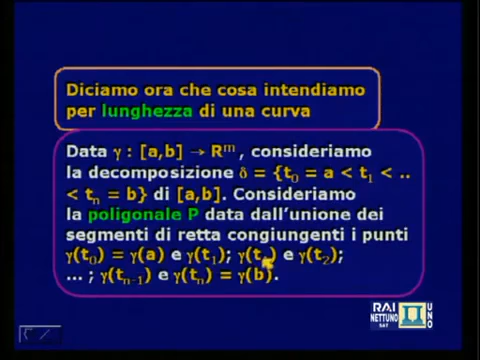 Diciamo ora che cosa intendiamo
per lunghezza di una curva
Data γ : [a,b] → Rᵐ, consideriamo
la decomposizione δ = {t₀ = a < t₁ < ..
< tₙ = b} di [a,b]. Consideriamo
la poligonale P data dall'unione dei
segmenti di retta congiungenti i punti
γ(t₀) = γ(a) e γ(t₁); γ(t₁) e γ(t₂);
... ; γ(tₙ₋₁) e γ(tₙ) = γ(b).
RAI
NETTUNO
SAT
UNO